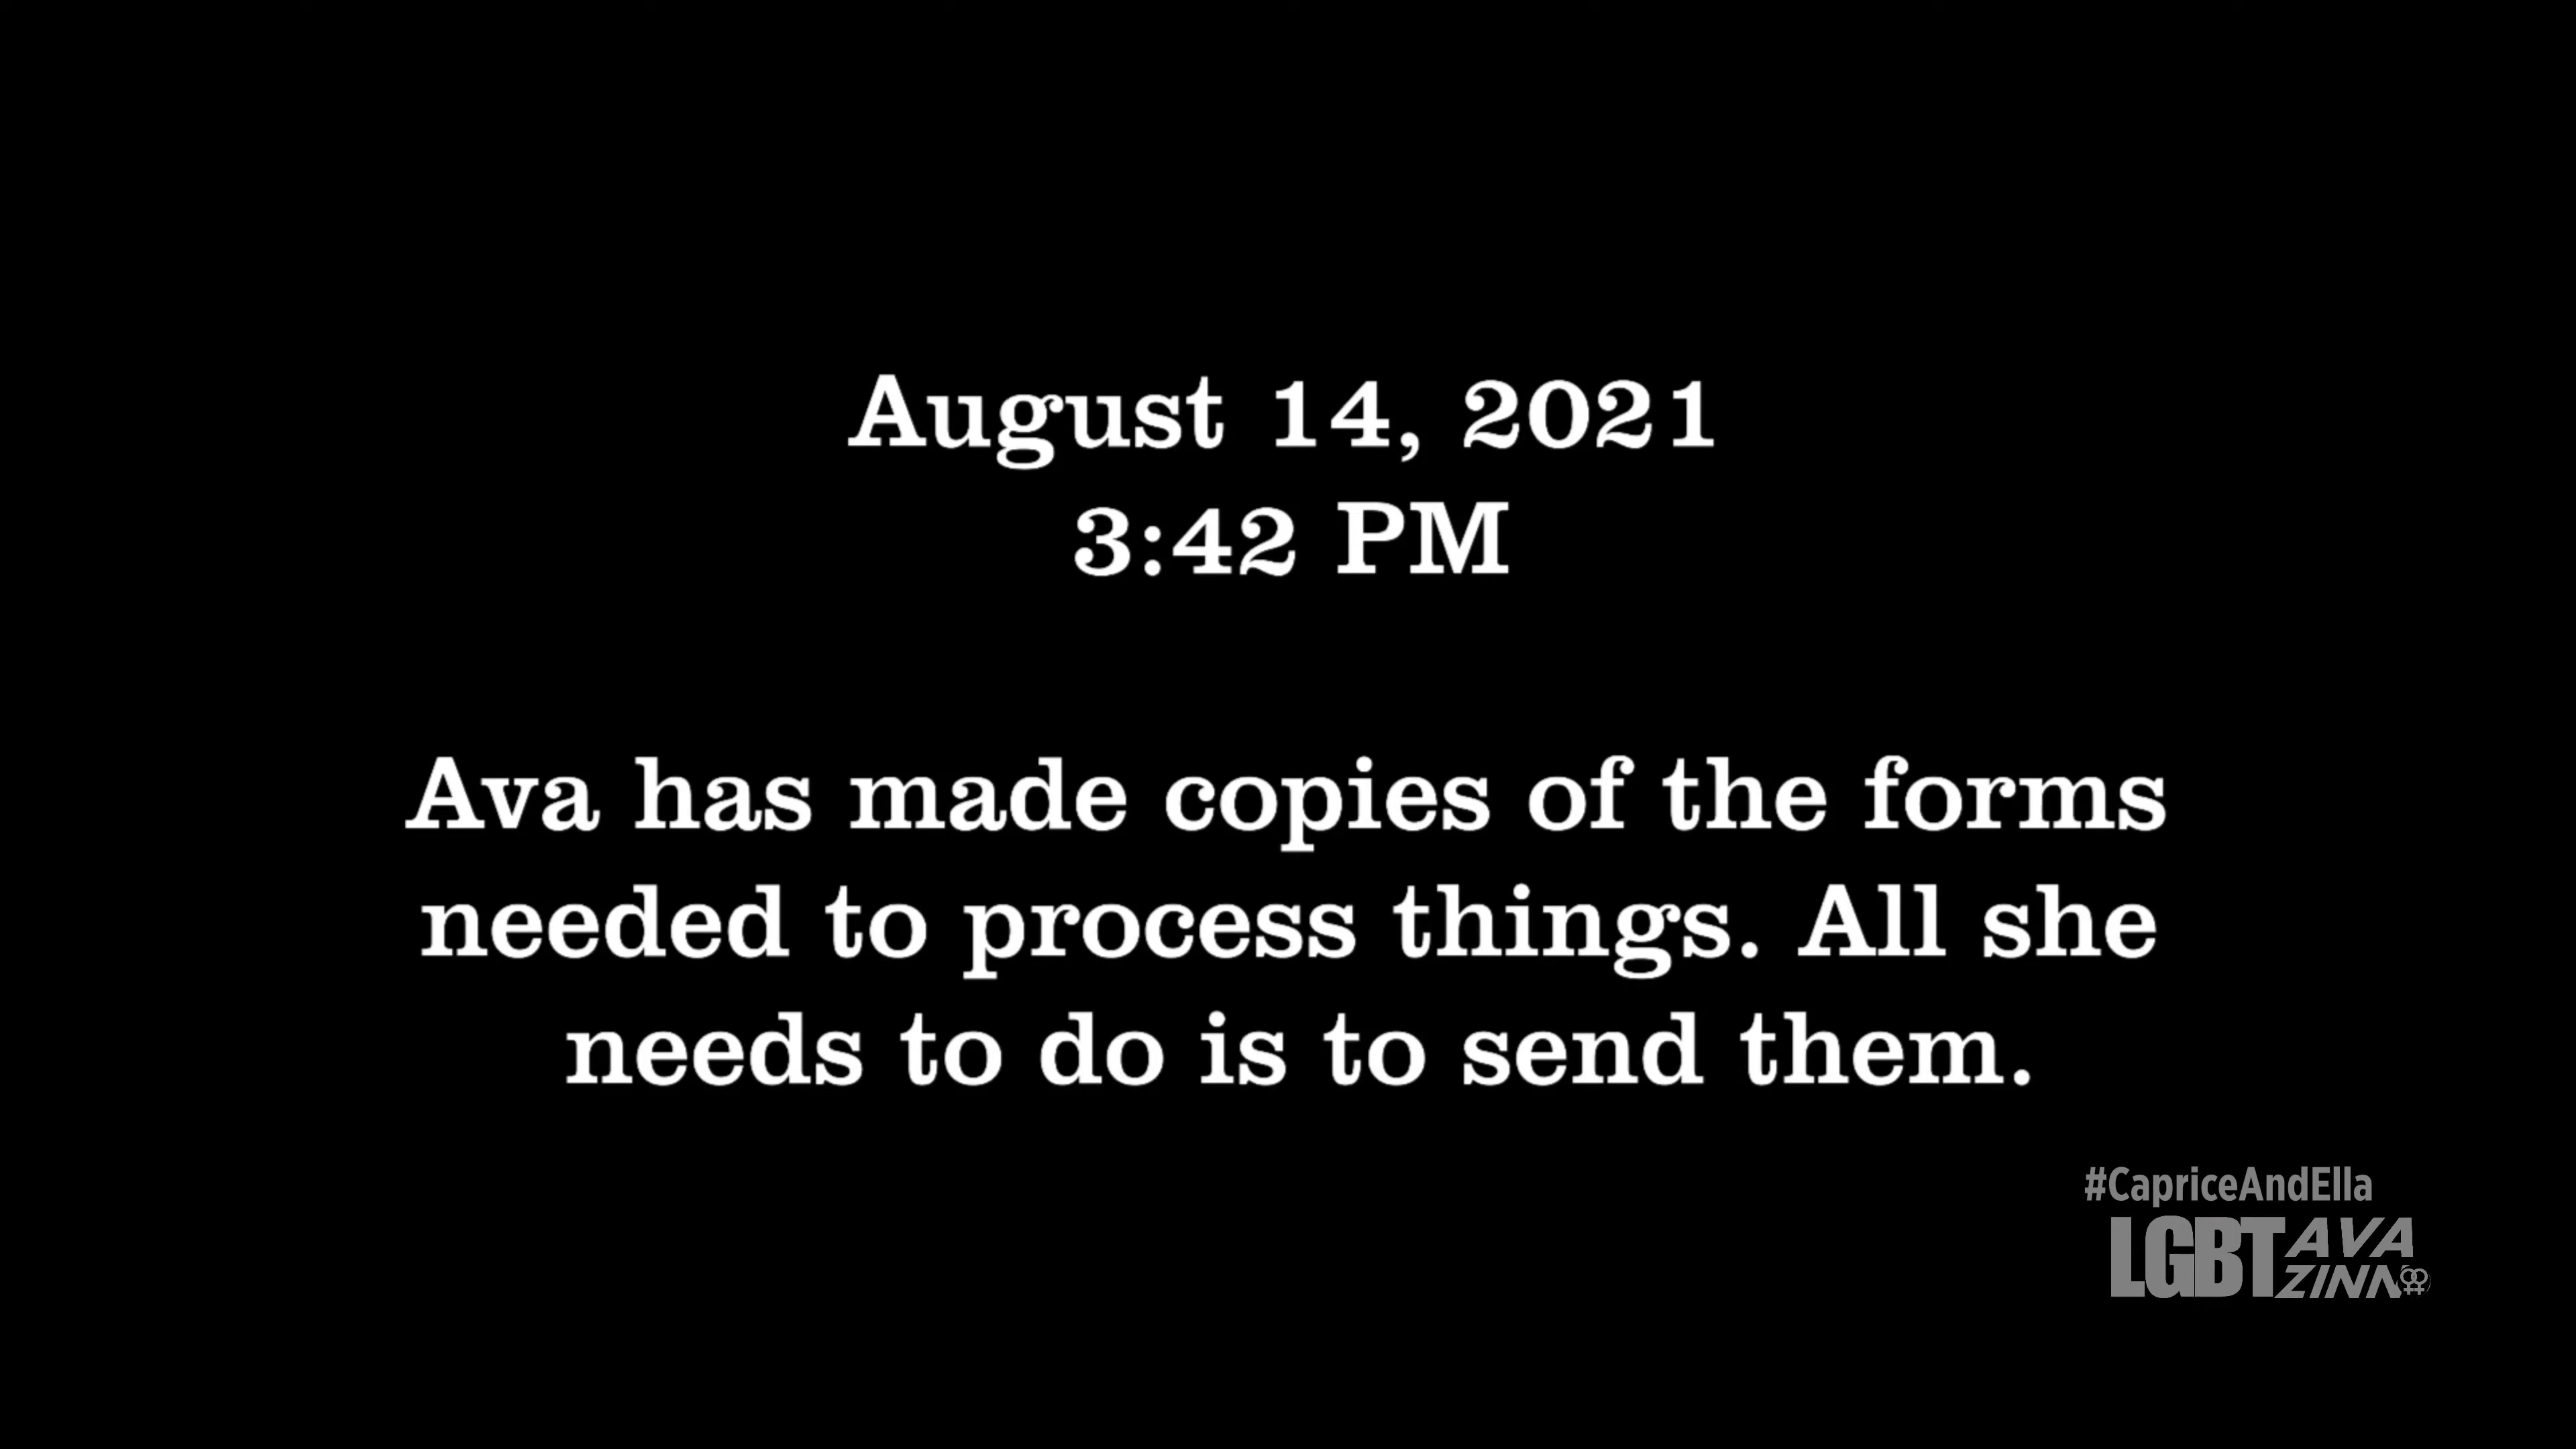 August 14, 2021
3:42 PM
Ava has made copies of the forms
needed to process things. All she
needs to do is to send them.
#CapriceAndElla
LGBT AVA
ZINN